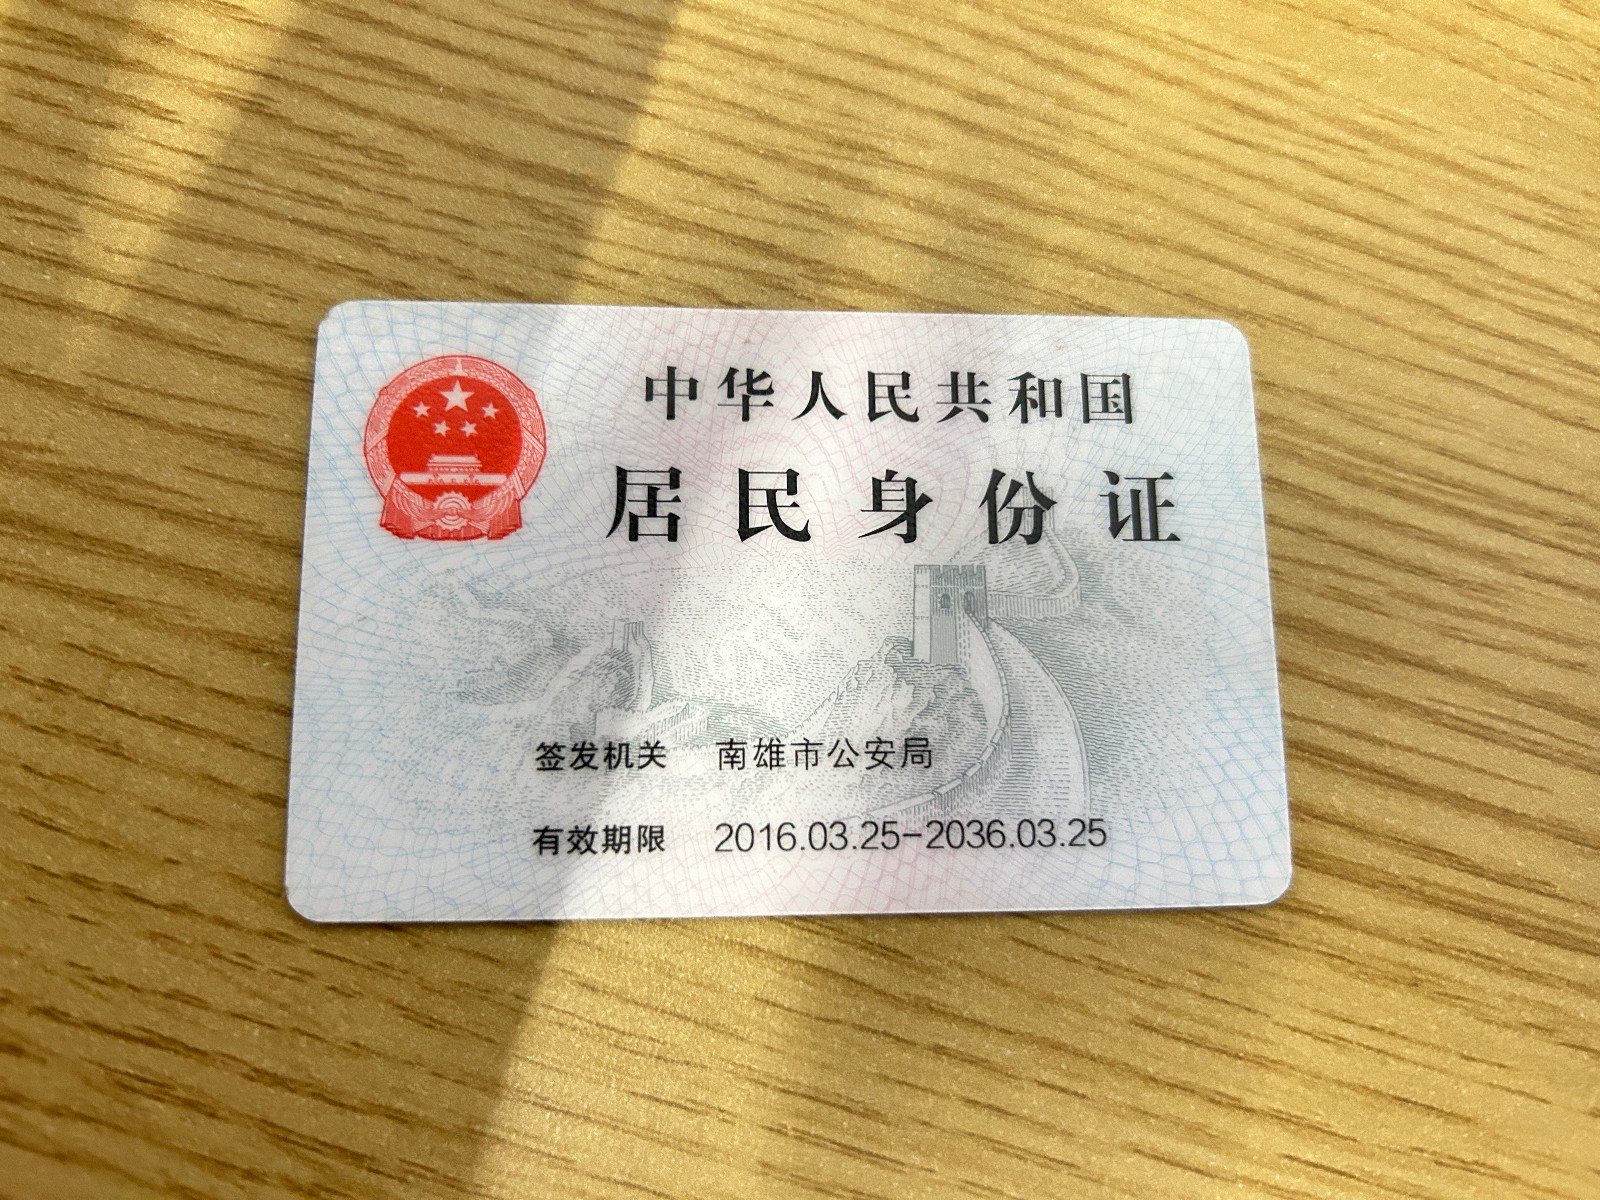 中华人民共和国
居民身份证
签发机关 南雄市公安局
有效期限 2016.03.25-2036.03.25